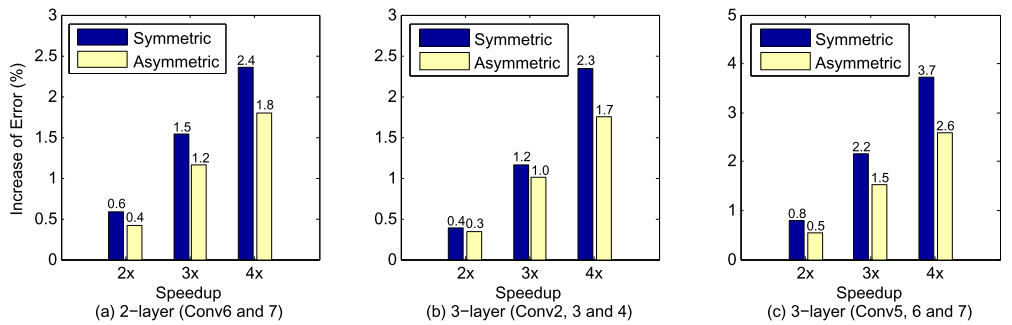 Increase of Error (%)
3
2.5
2
1.5
1
0.5
0
Symmetric
Asymmetric
0.6
0.4
1.5
1.2
2.4
1.8
2x
3x
4x
Speedup
(a) 2−layer (Conv6 and 7)
3
2.5
2
1.5
1
0.5
0
Symmetric
Asymmetric
0.4
0.3
1.2
1.0
2.3
1.7
2x
3x
4x
Speedup
(b) 3−layer (Conv2, 3 and 4)
5
4
3
2
1
0
Symmetric
Asymmetric
0.8
0.5
2.2
1.5
3.7
2.6
2x
3x
4x
Speedup
(c) 3−layer (Conv5, 6 and 7)